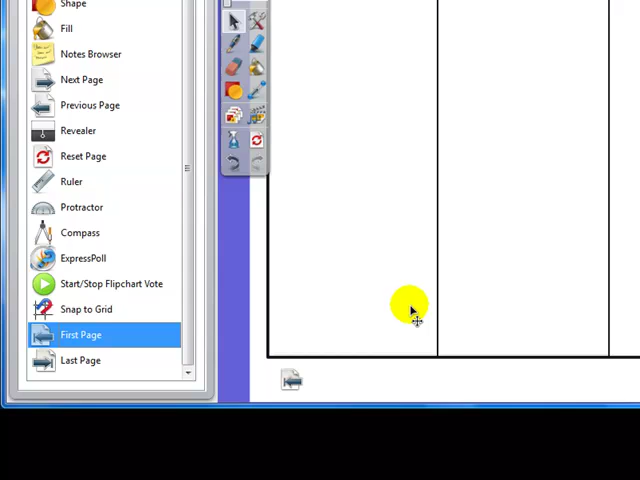 Shape
Fill
Notes Browser
Next Page
Previous Page
Revealer
Reset Page
Ruler
Protractor
Compass
ExpressPoll
Start/Stop Flipchart Vote
Snap to Grid
First Page
Last Page